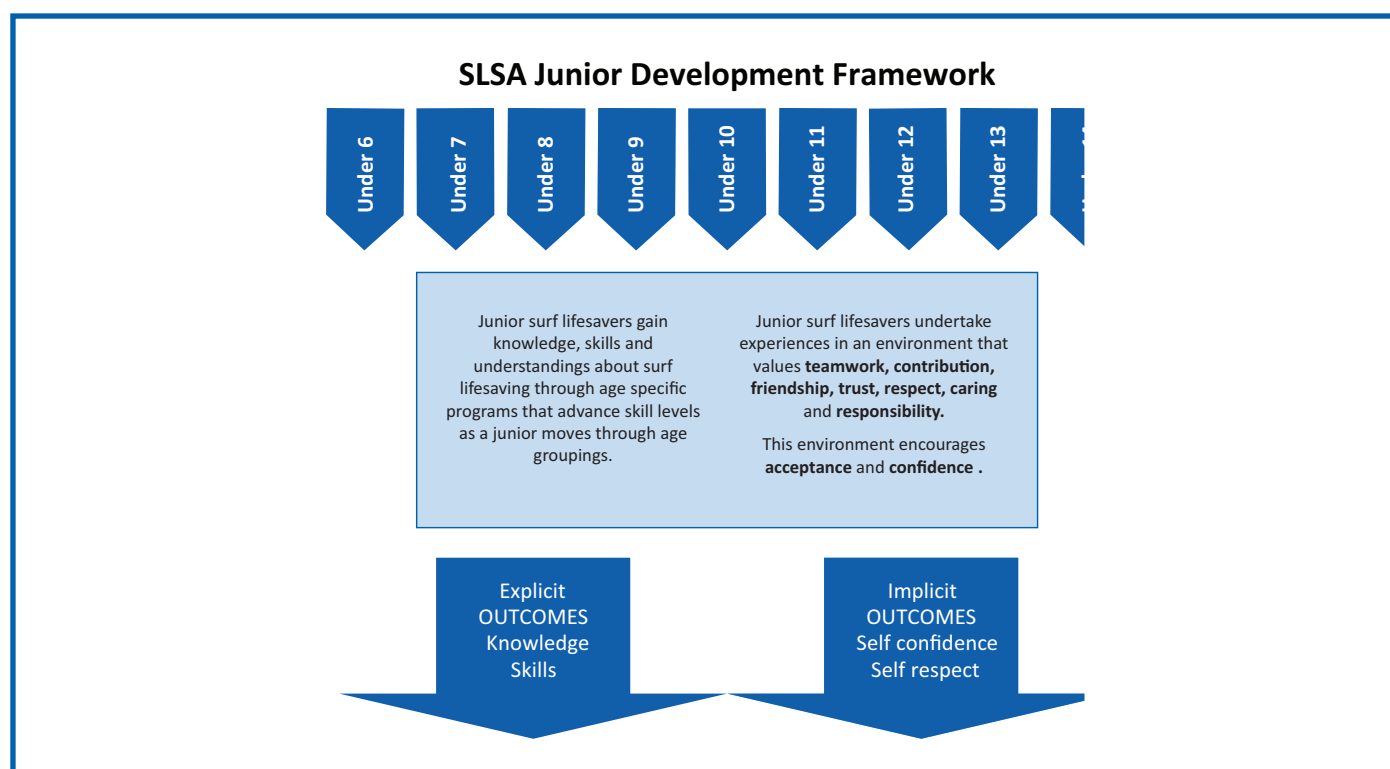 SLSA Junior Development Framework
Under 6
Under 7
Under 8
Under 9
Under 10
Under 11
Under 12
Under 13
Junior surf lifesavers gain
knowledge, skills and
understandings about surf
lifesaving through age specific
programs that advance skill levels
as a junior moves through age
groupings.
Junior surf lifesavers undertake
experiences in an environment that
values teamwork, contribution,
friendship, trust, respect, caring
and responsibility.
This environment encourages
acceptance and confidence .
Explicit
OUTCOMES
Knowledge
Skills
Implicit
OUTCOMES
Self confidence
Self respect